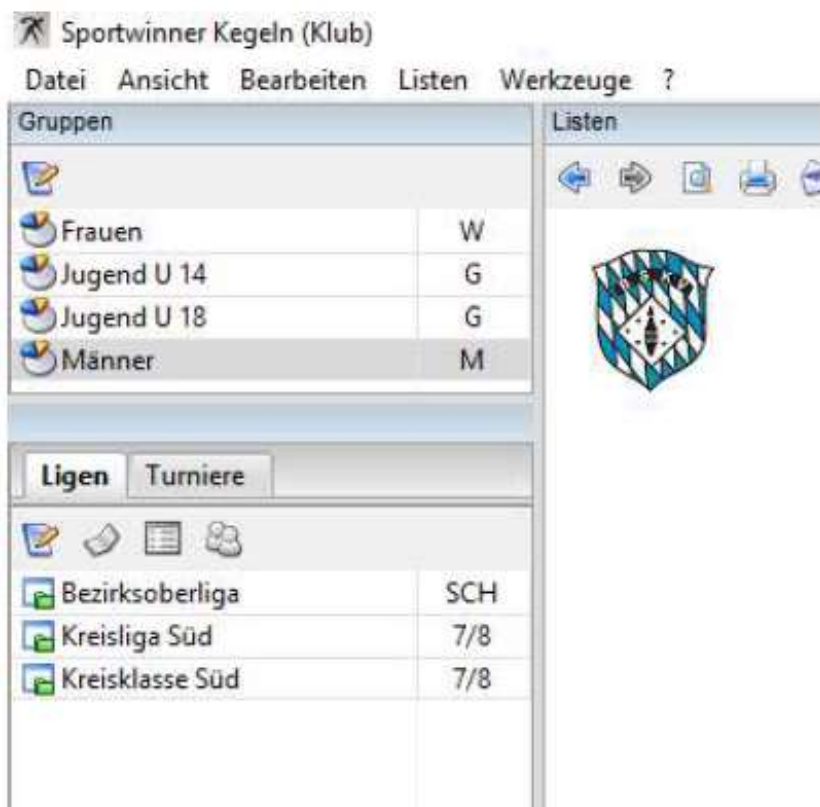 Sportwinner Kegeln (Klub)
Datei Ansicht Bearbeiten Listen Werkzeuge ?
Gruppen
Frauen W
Jugend U 14 G
Jugend U 18 G
Männer M
Ligen Turniere
Bezirksoberliga SCH
Kreisliga Süd 7/8
Kreisklasse Süd 7/8
Listen